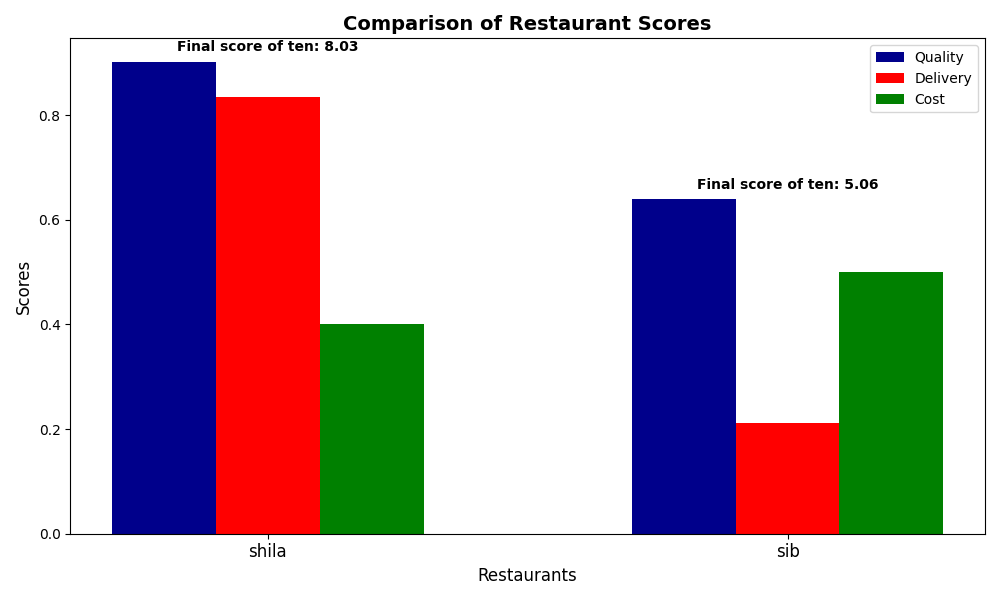 Comparison of Restaurant Scores
Final score of ten: 8.03
Quality
Delivery
Cost
Final score of ten: 5.06
Scores
0.8
0.6
0.4
0.2
0.0
shila
sib
Restaurants